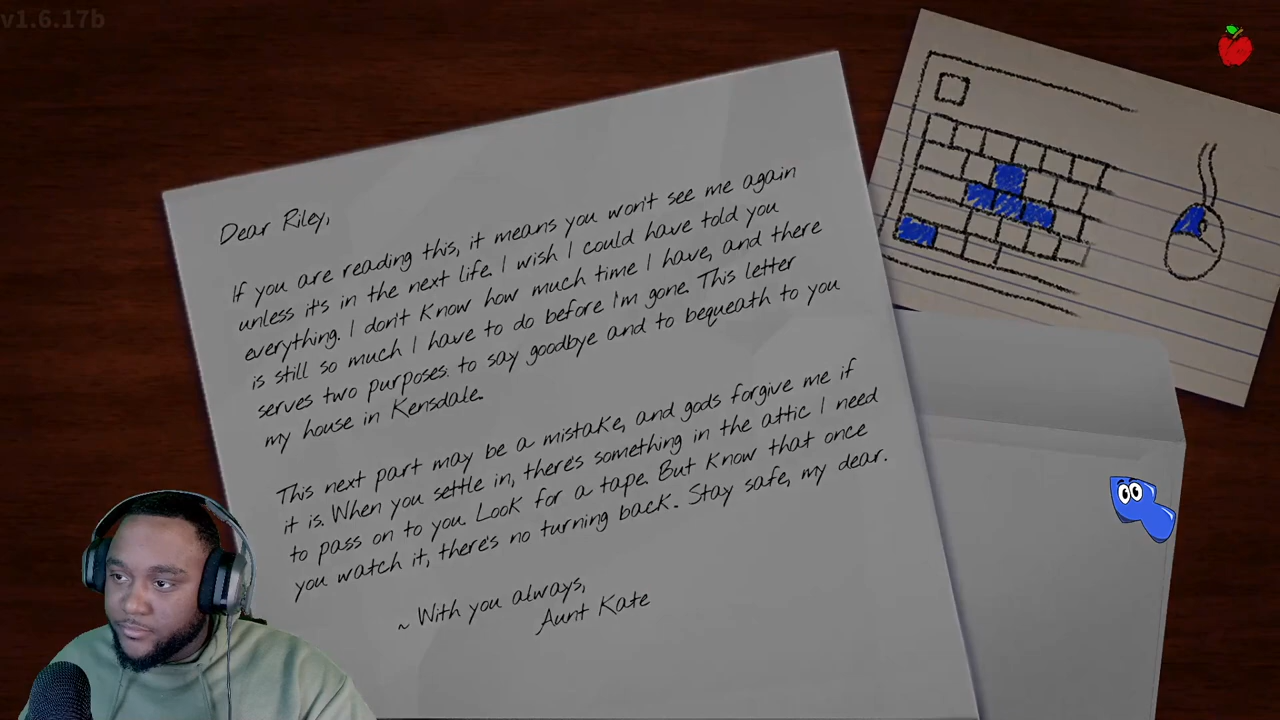 v1.6.17b
Dear Riley,
If you are reading this, it means you won't see me again
unless it's in the next life. I wish I could have told you
everything. I don't know how much time I have, and there
is still so much I have to do before I'm gone. This letter
serves two purposes: to say goodbye and to bequeath to you
my house in Kensdale.
This next part may be a mistake, and gods forgive me if
it is. When you settle in, there's something in the attic I need
to pass on to you. Look for a tape. But know that once
you watch it, there's no turning back. Stay safe, my dear.
~ With you always,
Aunt Kate